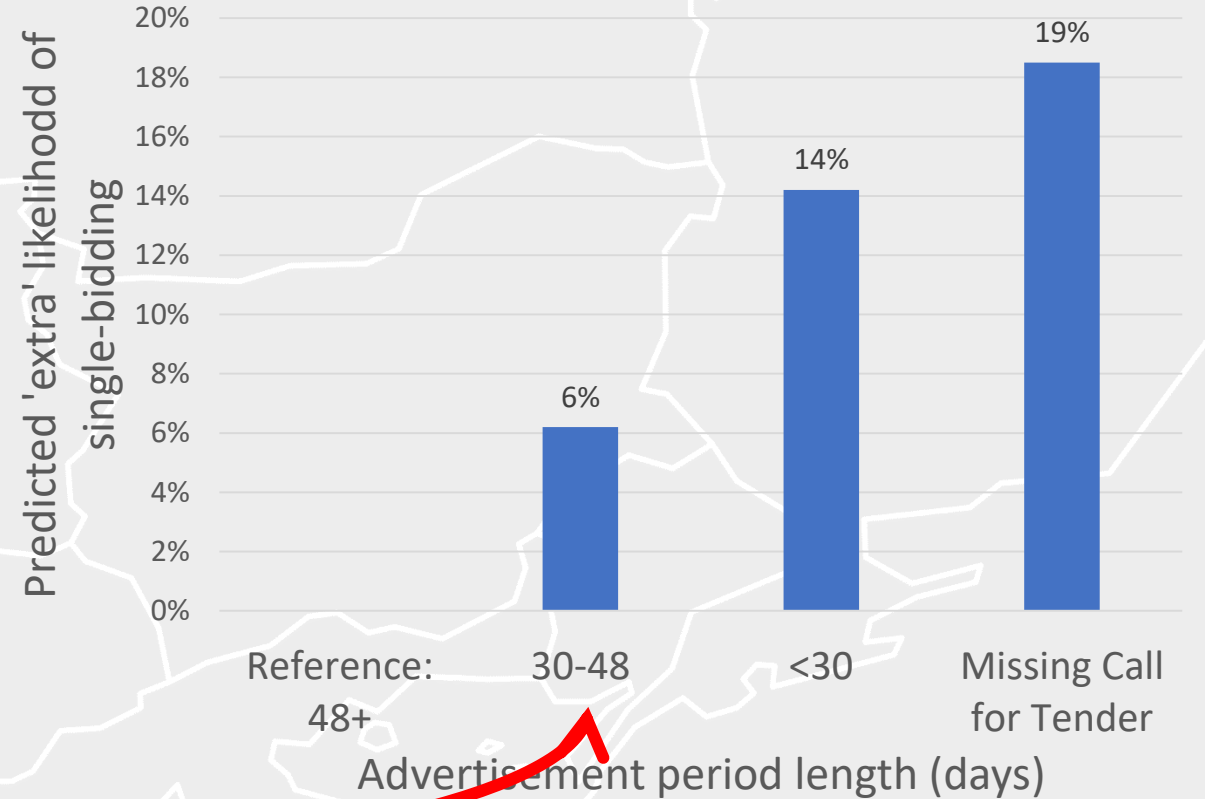 Predicted 'extra' likelihodd of
single-bidding
20%
18%
16%
14%
12%
10%
8%
6%
4%
2%
0%
6%
14%
19%
Reference:
48+
30-48
<30
Missing Call
for Tender
Advertisement period length (days)